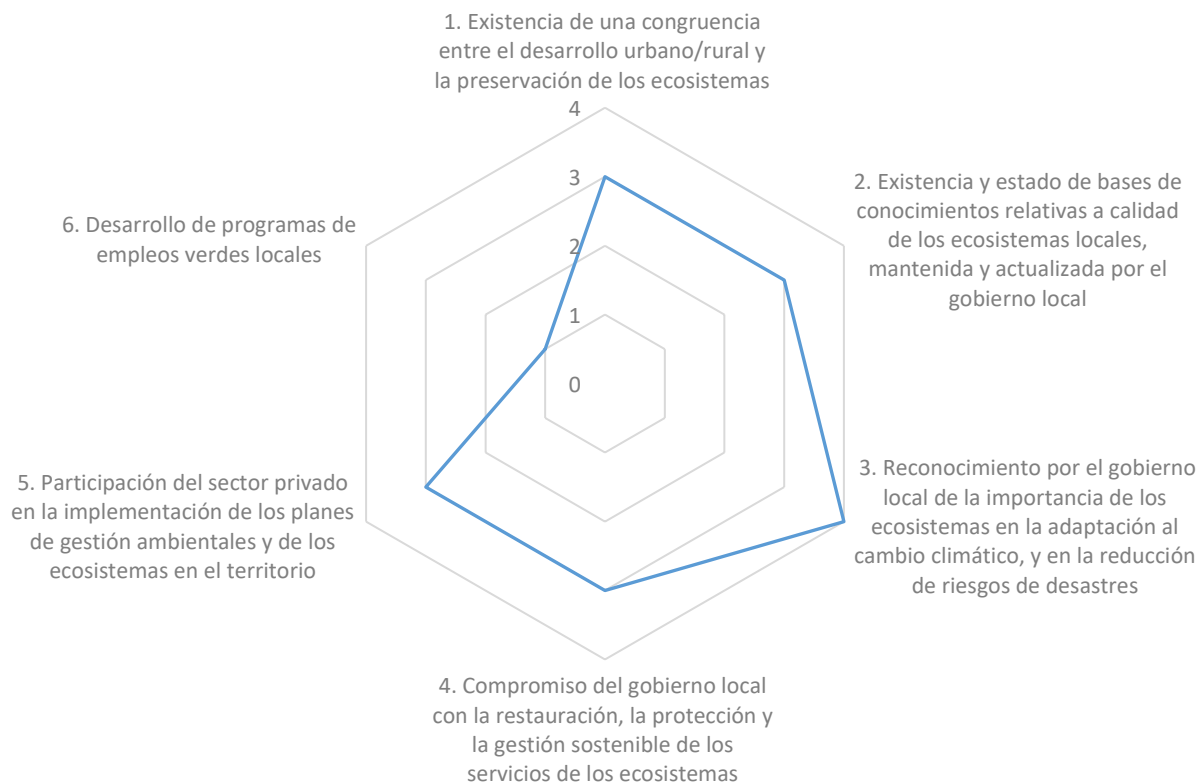 1. Existencia de una congruencia
entre el desarrollo urbano/rural y
la preservación de los ecosistemas
4
3
2
1
0
2. Existencia y estado de bases de
conocimientos relativas a calidad
de los ecosistemas locales,
mantenida y actualizada por el
gobierno local
3. Reconocimiento por el gobierno
local de la importancia de los
ecosistemas en la adaptación al
cambio climático, y en la reducción
de riesgos de desastres
4. Compromiso del gobierno local
con la restauración, la protección y
la gestión sostenible de los
servicios de los ecosistemas
5. Participación del sector privado
en la implementación de los planes
de gestión ambientales y de los
ecosistemas en el territorio
6. Desarrollo de programas de
empleos verdes locales